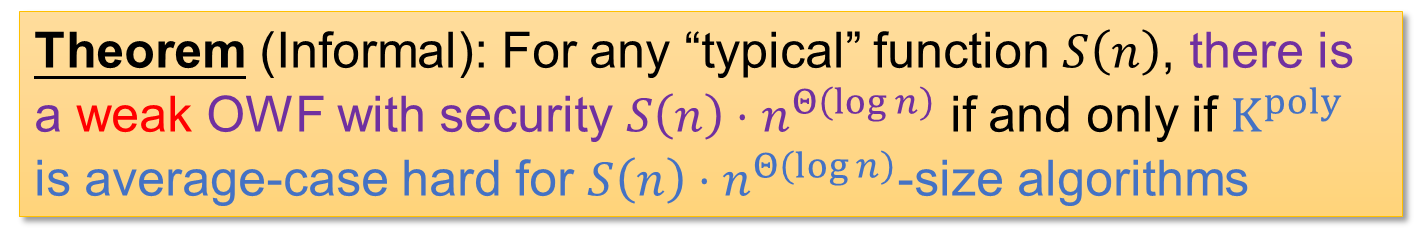 Theorem (Informal): For any “typical” function 𝑆(𝑛), there is
a weak OWF with security 𝑆(𝑛) · 𝑛^Θ(log 𝑛) if and only if K^poly
is average-case hard for 𝑆(𝑛) · 𝑛^Θ(log 𝑛)-size algorithms